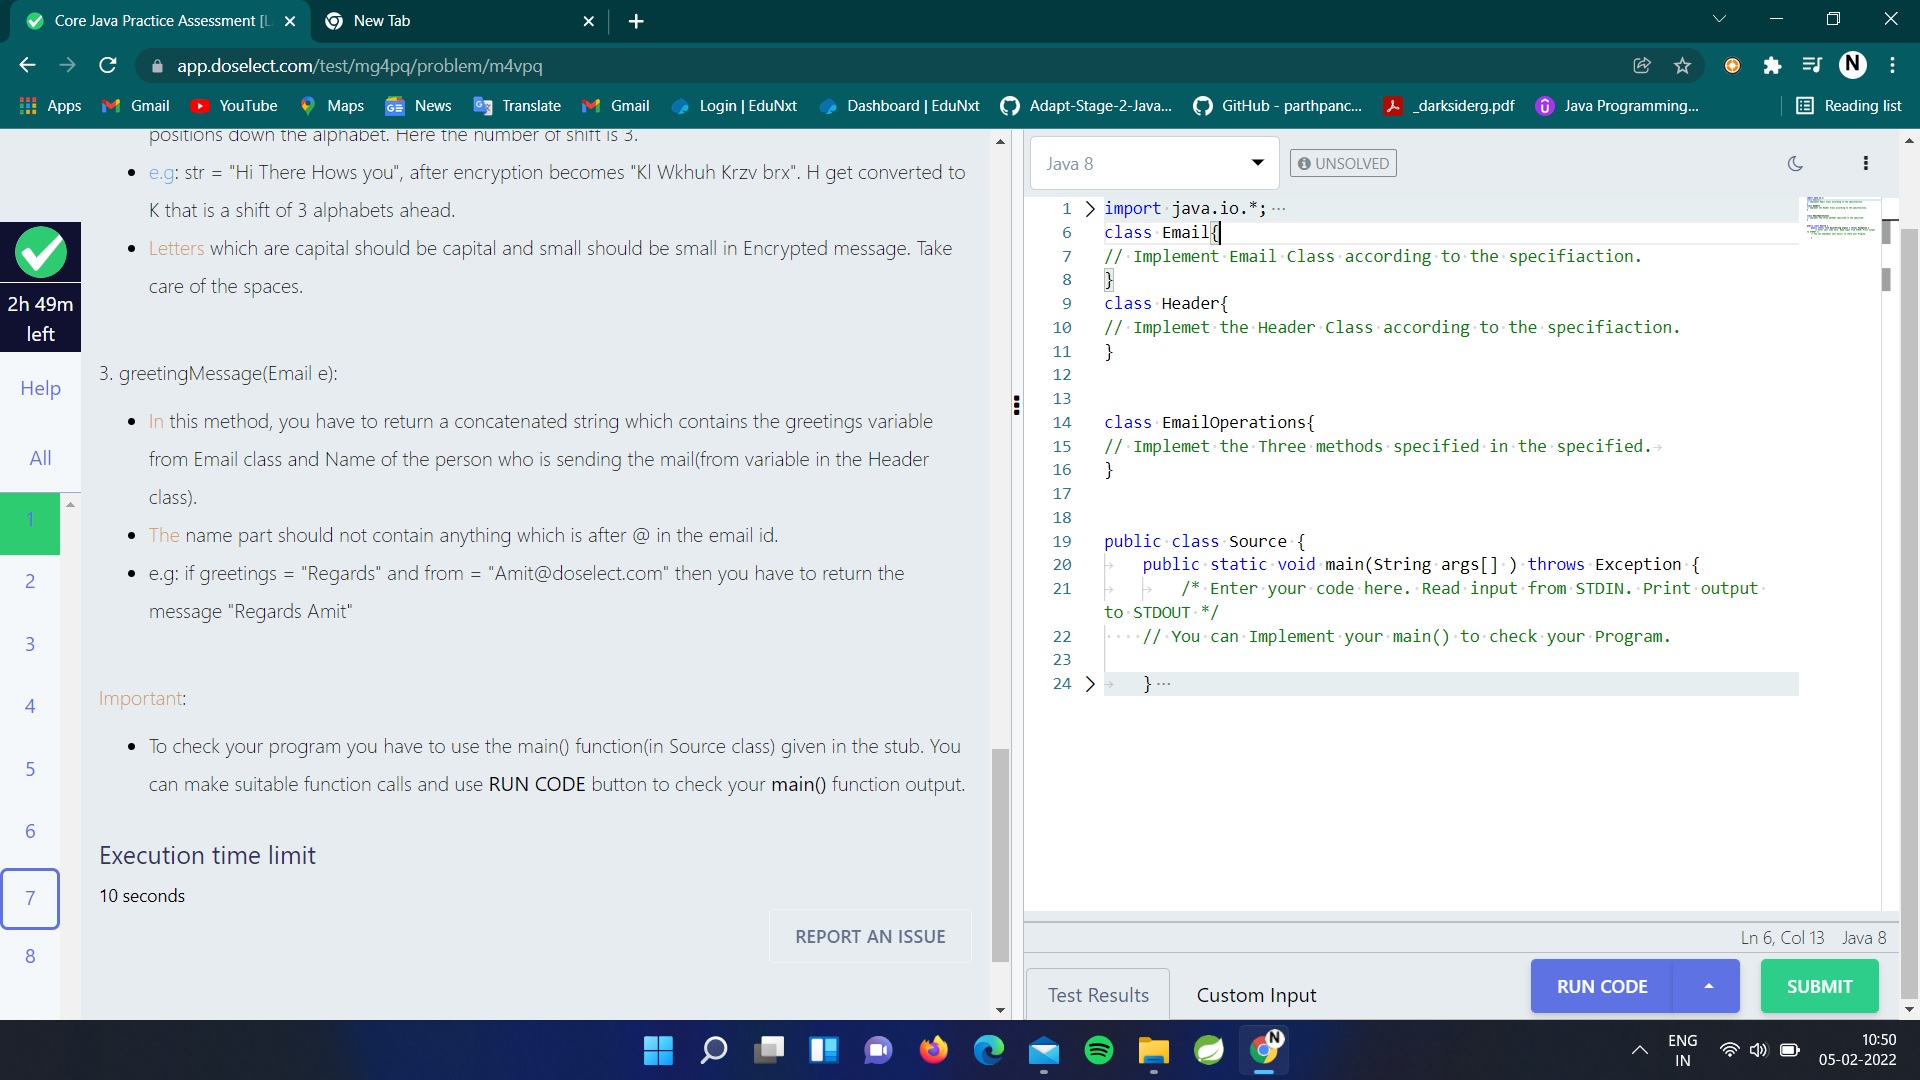 Core Java Practice Assessment [L
New Tab
app.doselect.com/test/mg4pq/problem/m4vpq
N
Apps
Gmail
YouTube
Maps
News
Translate
Gmail
Login | EduNxt
Dashboard | EduNxt
Adapt-Stage-2-Java...
GitHub - parthpanc...
_darksiderg.pdf
Java Programming...
Reading list
positions down the alphabet. Here the number of shift is 3.
e.g: str = "Hi There Hows you", after encryption becomes "Kl Wkhuh Krzv brx". H get converted to
K that is a shift of 3 alphabets ahead.
Letters which are capital should be capital and small should be small in Encrypted message. Take
care of the spaces.
2h 49m
left
Help
All
1
2
3
4
5
6
7
8
3. greetingMessage(Email e):
In this method, you have to return a concatenated string which contains the greetings variable
from Email class and Name of the person who is sending the mail(from variable in the Header
class).
The name part should not contain anything which is after @ in the email id.
e.g: if greetings = "Regards" and from = "Amit@doselect.com" then you have to return the
message "Regards Amit"
Important:
To check your program you have to use the main() function(in Source class) given in the stub. You
can make suitable function calls and use RUN CODE button to check your main() function output.
Execution time limit
10 seconds
REPORT AN ISSUE
Java 8
UNSOLVED
1 import java.io.*; ···
6 class Email{
7 // Implement Email Class according to the specifiaction.
8 }
9 class Header{
10 // Implemet the Header Class according to the specifiaction.
11 }
12
13
14 class EmailOperations{
15 // Implemet the Three methods specified in the specified.
16 }
17
18
19 public class Source {
20 public static void main(String args[] ) throws Exception {
21 /* Enter your code here. Read input from STDIN. Print output
to STDOUT */
22 // You can Implement your main() to check your Program.
23
24 } ···
Ln 6, Col 13 Java 8
Test Results
Custom Input
RUN CODE
SUBMIT
N
ENG
IN
10:50
05-02-2022